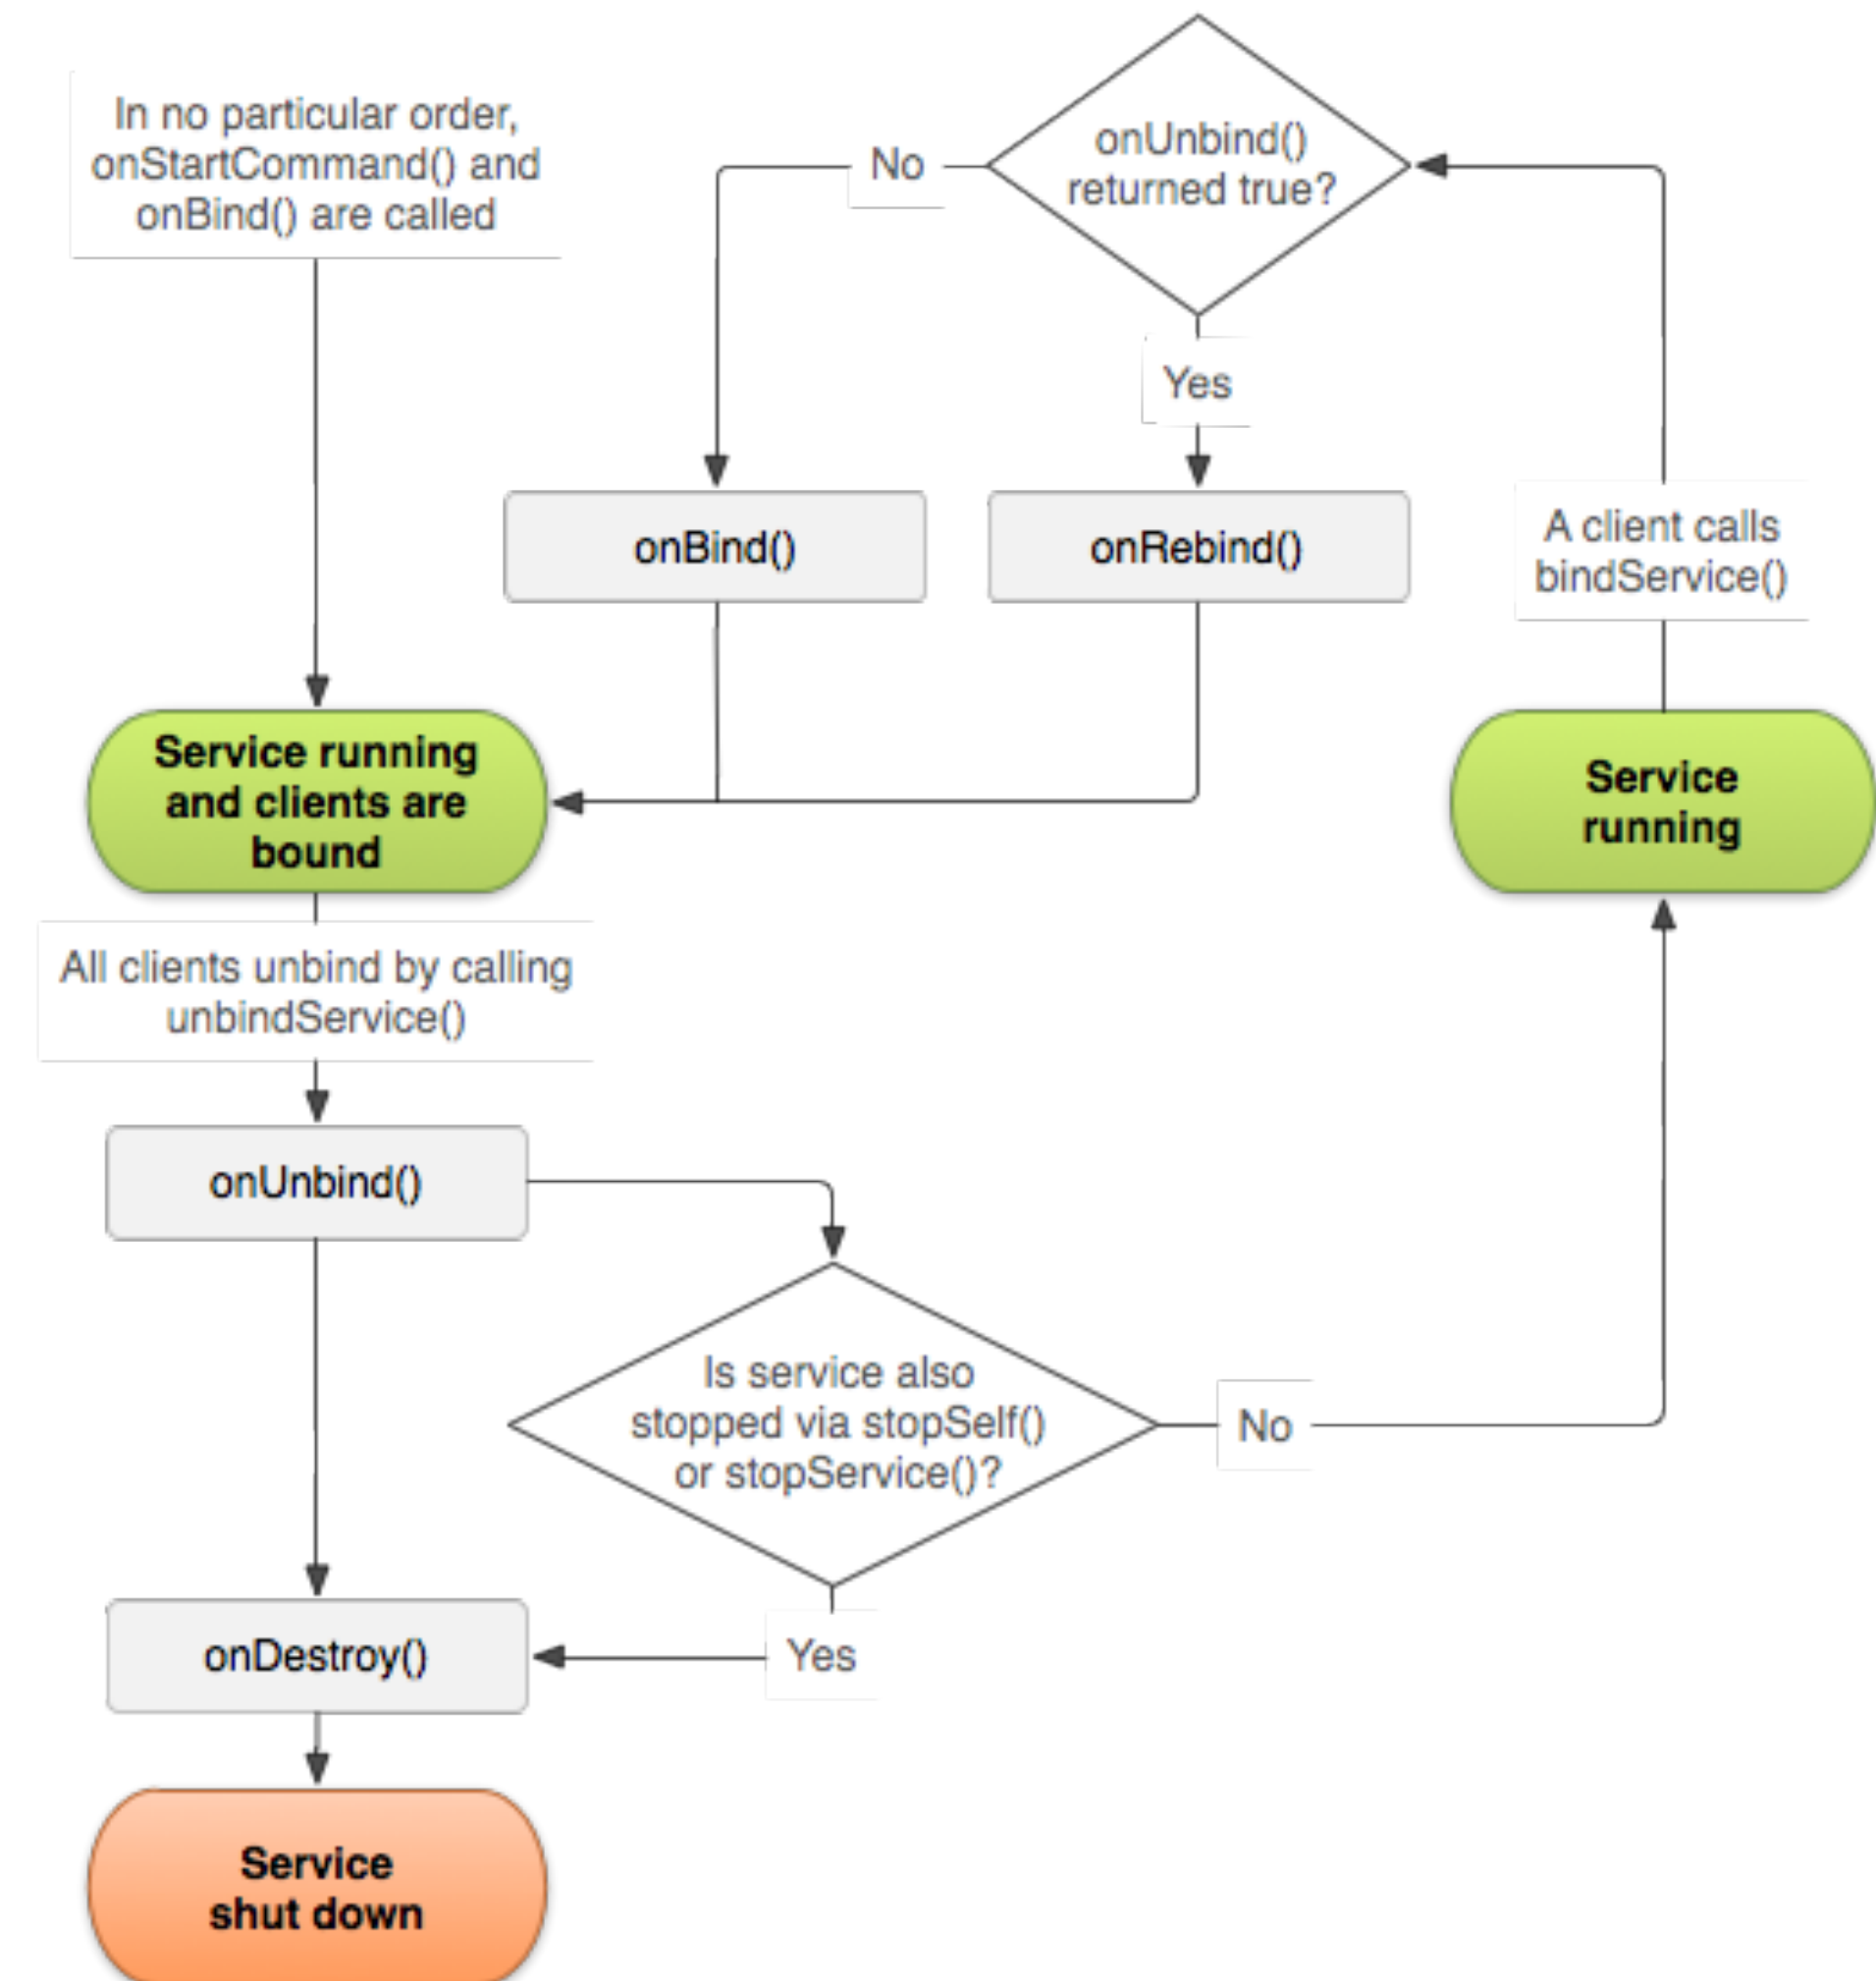 In no particular order,
onStartCommand() and
onBind() are called
onUnbind()
returned true?
No
Yes
onBind()
onRebind()
A client calls
bindService()
Service running
and clients are
bound
Service
running
All clients unbind by calling
unbindService()
onUnbind()
Is service also
stopped via stopSelf()
or stopService()?
No
Yes
onDestroy()
Service
shut down